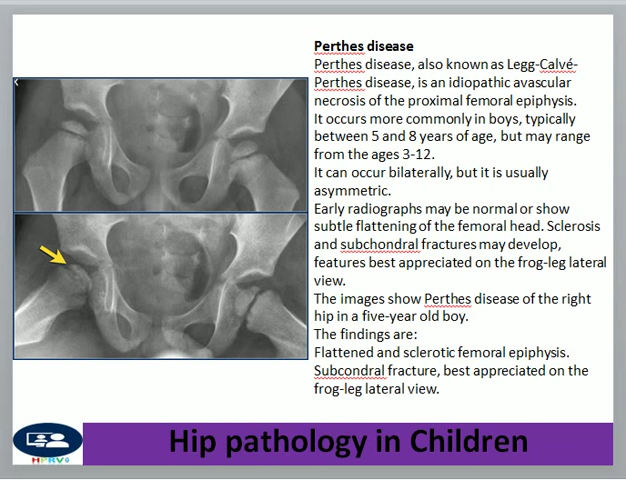 Perthes disease
Perthes disease, also known as Legg-Calvé-
Perthes disease, is an idiopathic avascular
necrosis of the proximal femoral epiphysis.
It occurs more commonly in boys, typically
between 5 and 8 years of age, but may range
from the ages 3-12.
It can occur bilaterally, but it is usually
asymmetric.
Early radiographs may be normal or show
subtle flattening of the femoral head. Sclerosis
and subchondral fractures may develop,
features best appreciated on the frog-leg lateral
view.
The images show Perthes disease of the right
hip in a five-year old boy.
The findings are:
Flattened and sclerotic femoral epiphysis.
Subcondral fracture, best appreciated on the
frog-leg lateral view.
Hip pathology in Children